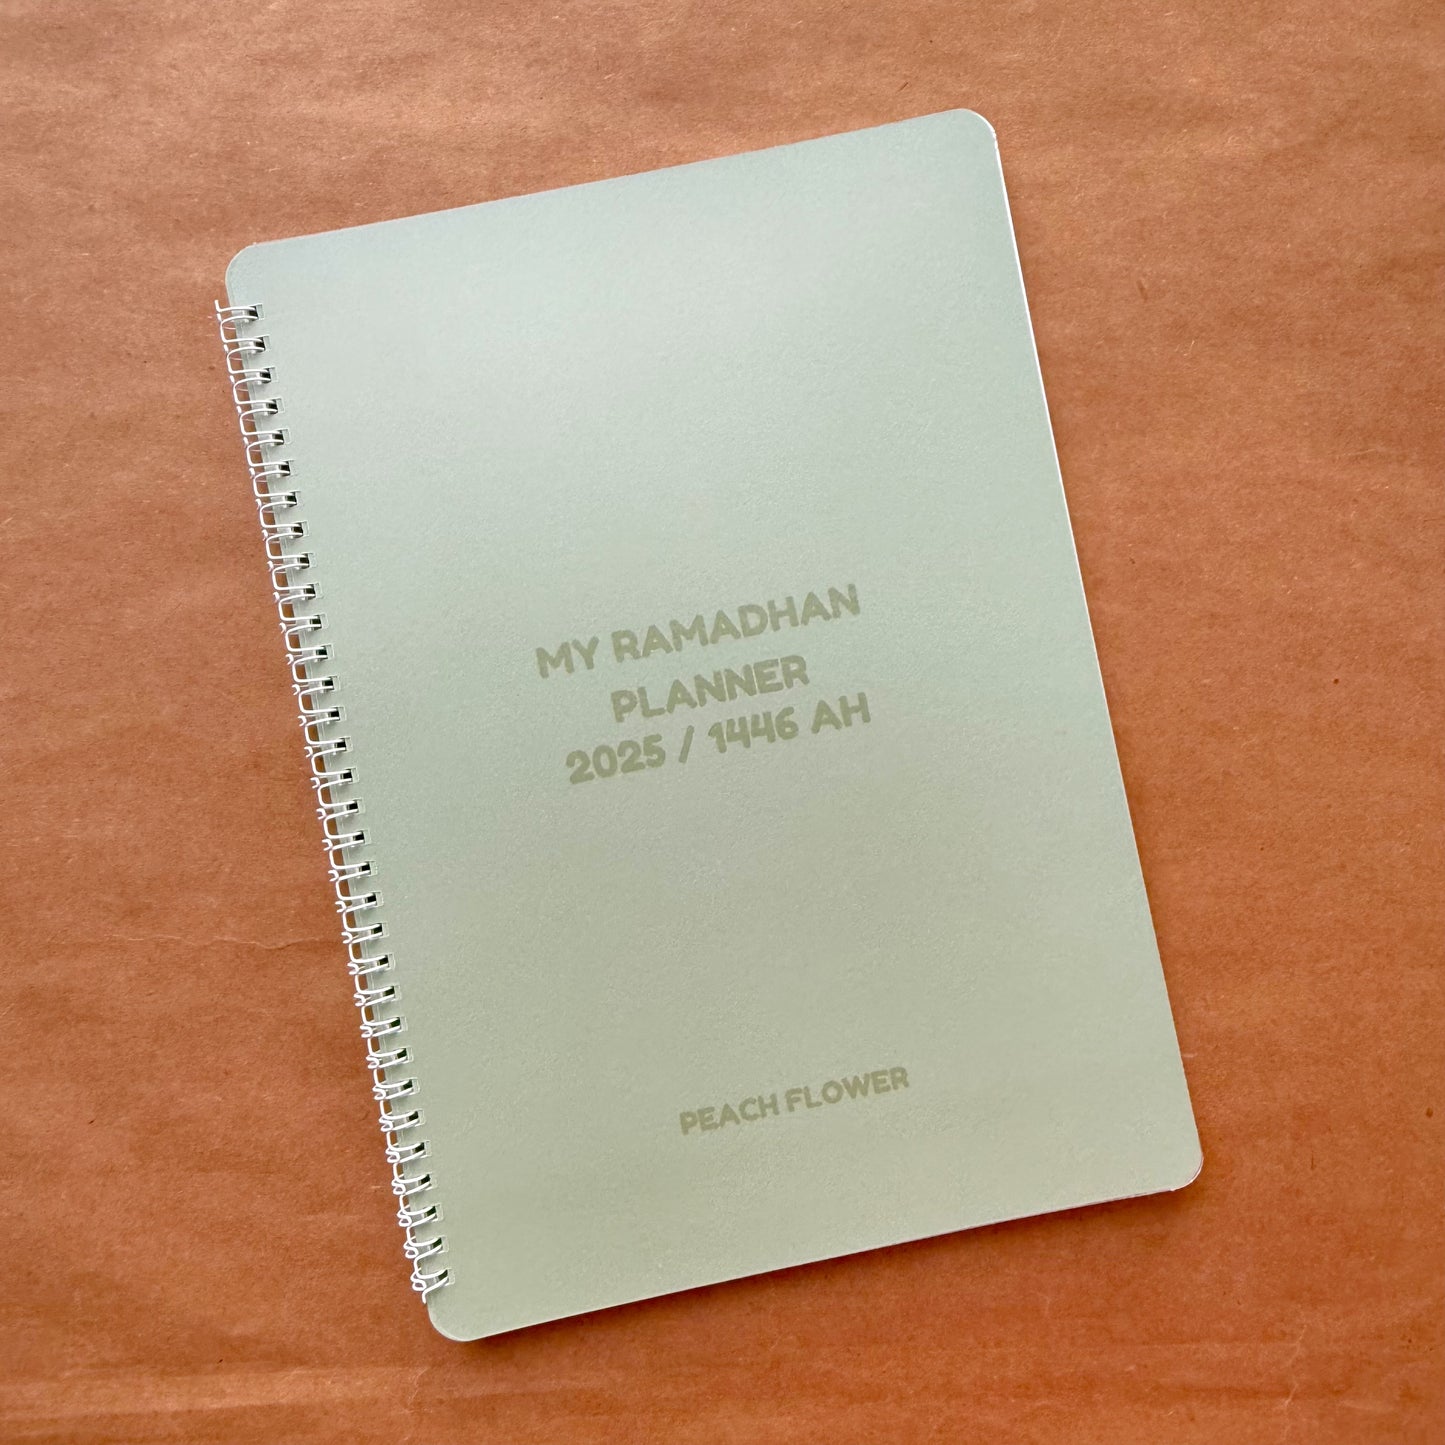 MY RAMADHAN
PLANNER
2025 / 1446 AH
PEACH FLOWER